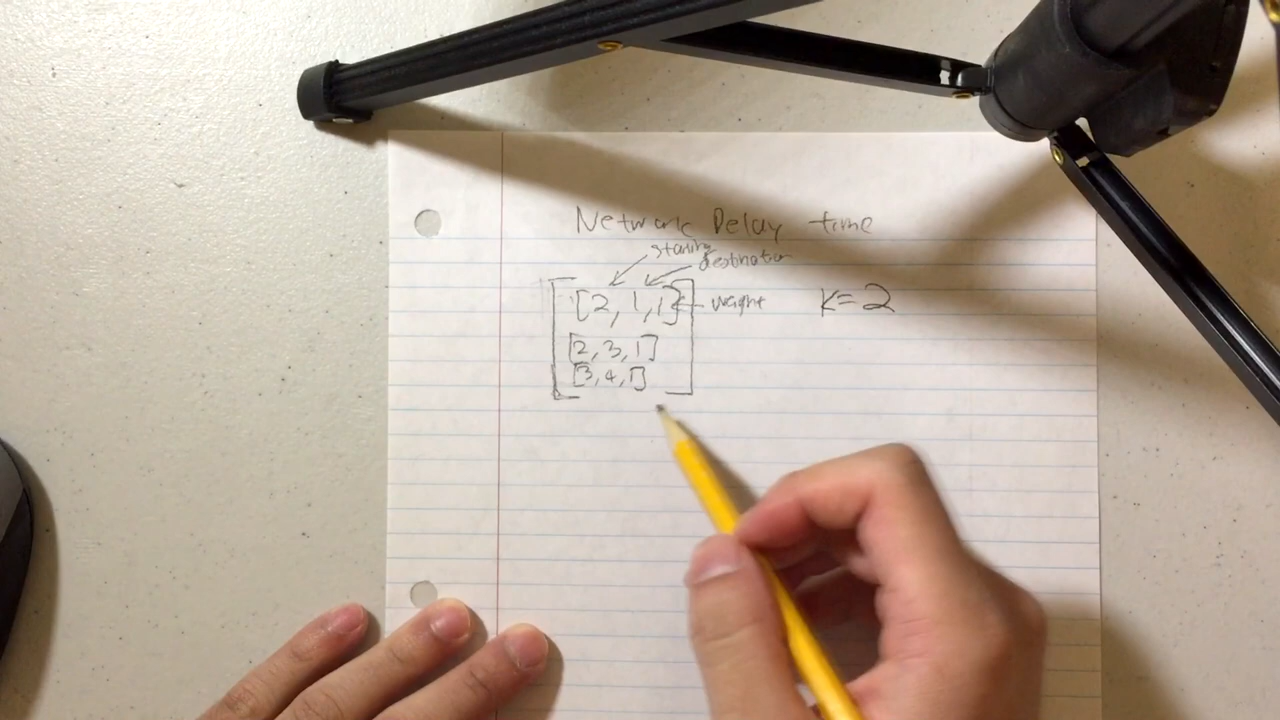 Network Delay time
starting
destination
[[2, 1, 1] weight K=2
[2, 3, 1]
[3, 4, 1]]